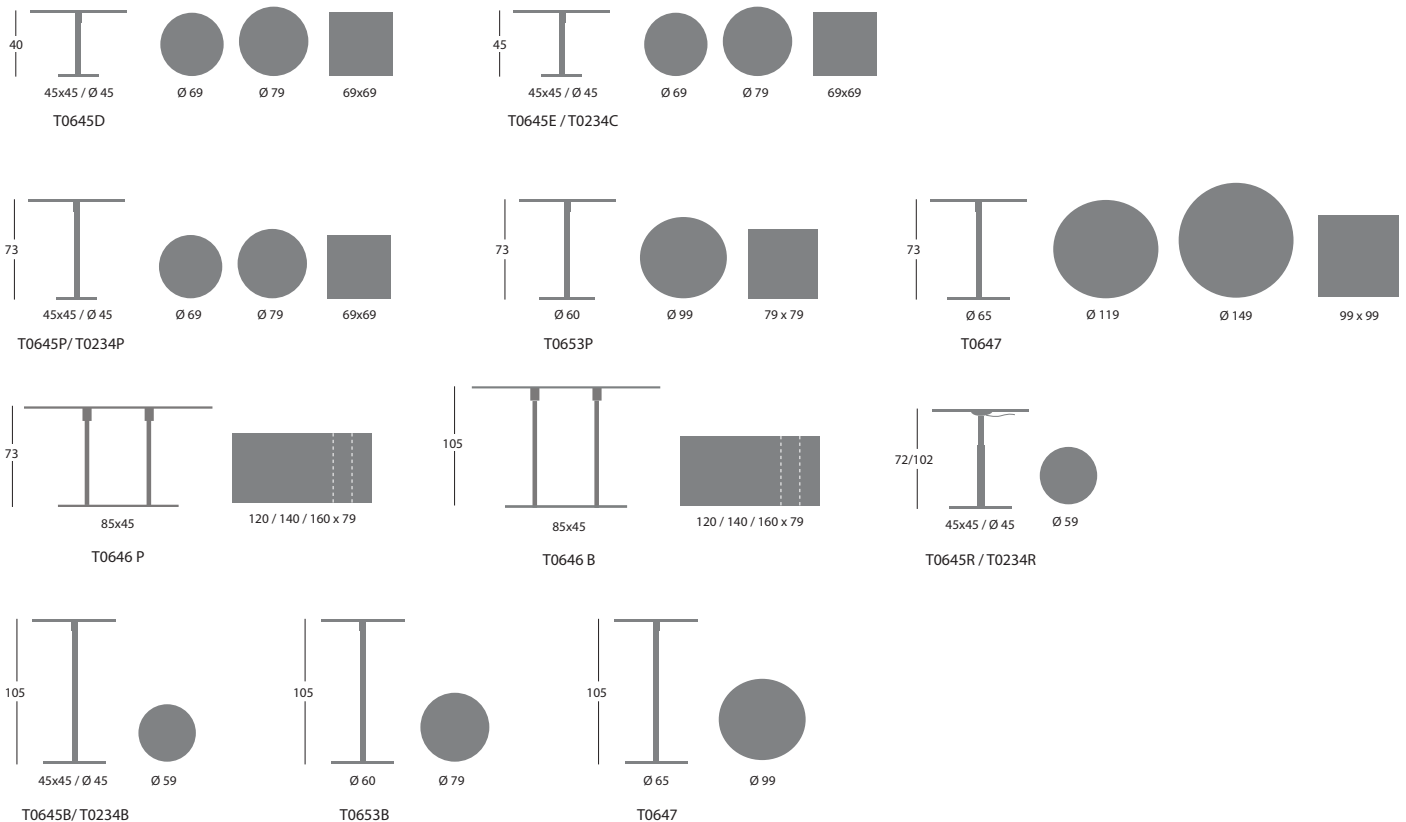 40
45x45 / Ø 45
Ø 69
Ø 79
69x69
T0645D
45
45x45 / Ø 45
Ø 69
Ø 79
69x69
T0645E / T0234C
73
45x45 / Ø 45
Ø 69
Ø 79
69x69
T0645P/ T0234P
73
Ø 60
Ø 99
79 x 79
T0653P
73
Ø 65
Ø 119
Ø 149
99 x 99
T0647
73
85x45
120 / 140 / 160 x 79
T0646 P
105
85x45
120 / 140 / 160 x 79
T0646 B
72/102
45x45 / Ø 45
Ø 59
T0645R / T0234R
105
45x45 / Ø 45
Ø 59
T0645B/ T0234B
105
Ø 60
Ø 79
T0653B
105
Ø 65
Ø 99
T0647